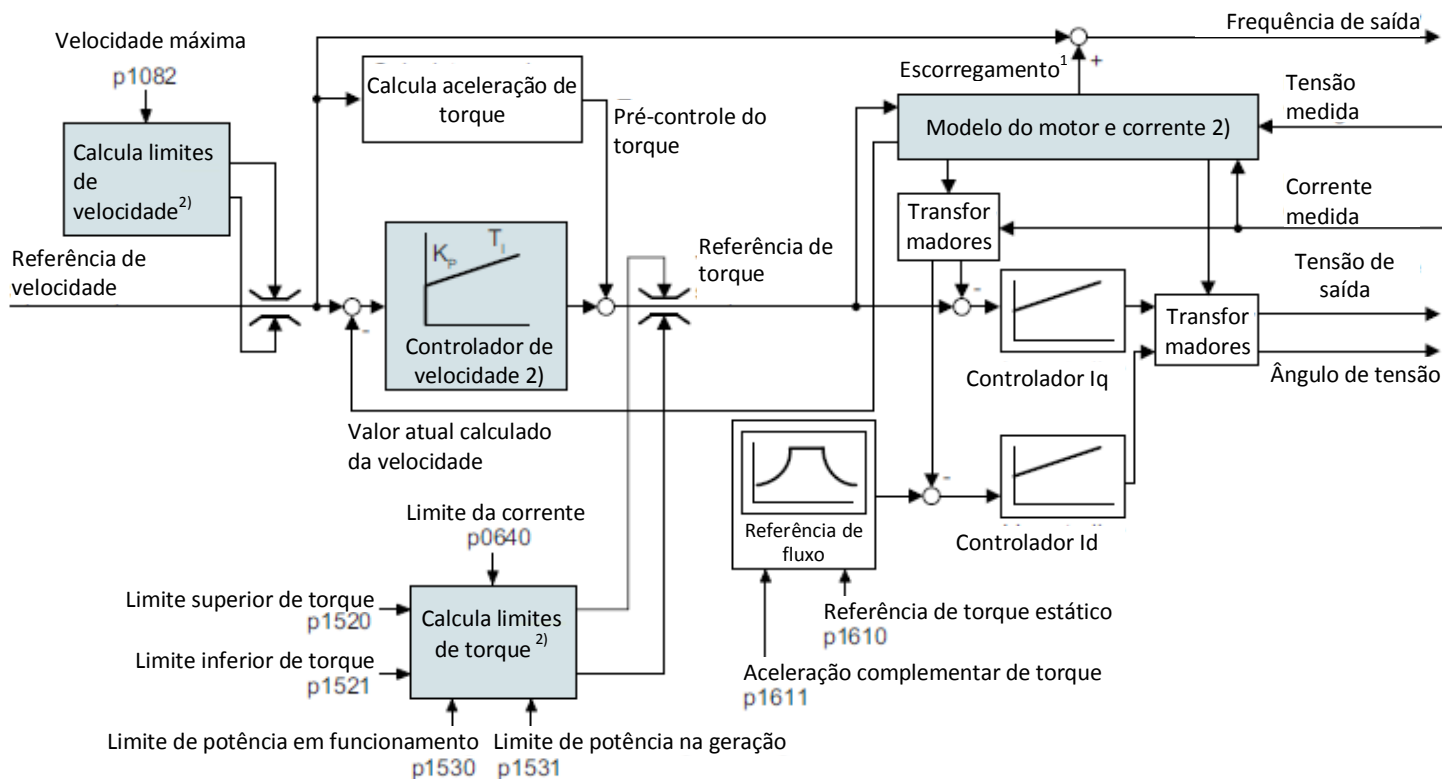 Frequência de saída
Velocidade máxima
p1082
Escorregamento1
+
Calcula aceleração de
torque
Tensão
medida
Pré-controle do
torque
Modelo do motor e corrente 2)
Calcula limites
de
velocidade2)
Corrente
medida
Transfor
madores
Referência de
velocidade
Kp
TI
Referência de
torque
Tensão de
saída
-
-
Controlador de
velocidade 2)
Transfor
madores
Controlador Iq
Ângulo de tensão
Valor atual calculado
da velocidade
-
Limite da corrente
p0640
Referência de
fluxo
Controlador Id
Limite superior de torque
p1520
Calcula limites
de torque 2)
Referência de torque estático
p1610
Limite inferior de torque
p1521
Aceleração complementar de torque
p1611
Limite de potência em funcionamento
p1530
Limite de potência na geração
p1531